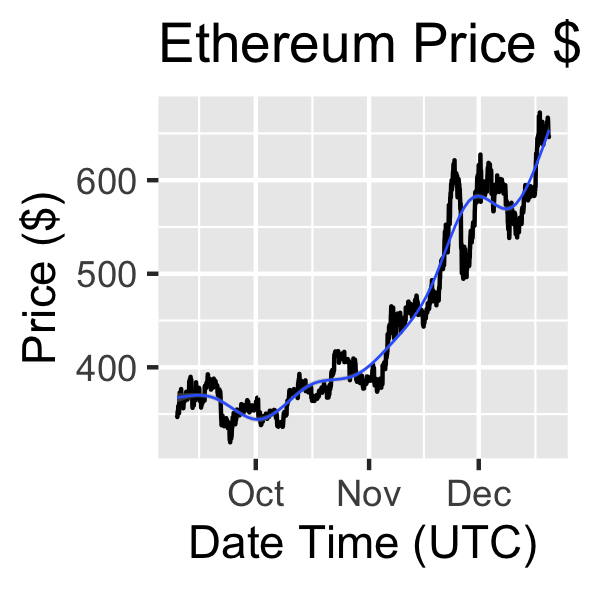 Ethereum Price $
Price ($)
600
500
400
Oct Nov Dec
Date Time (UTC)